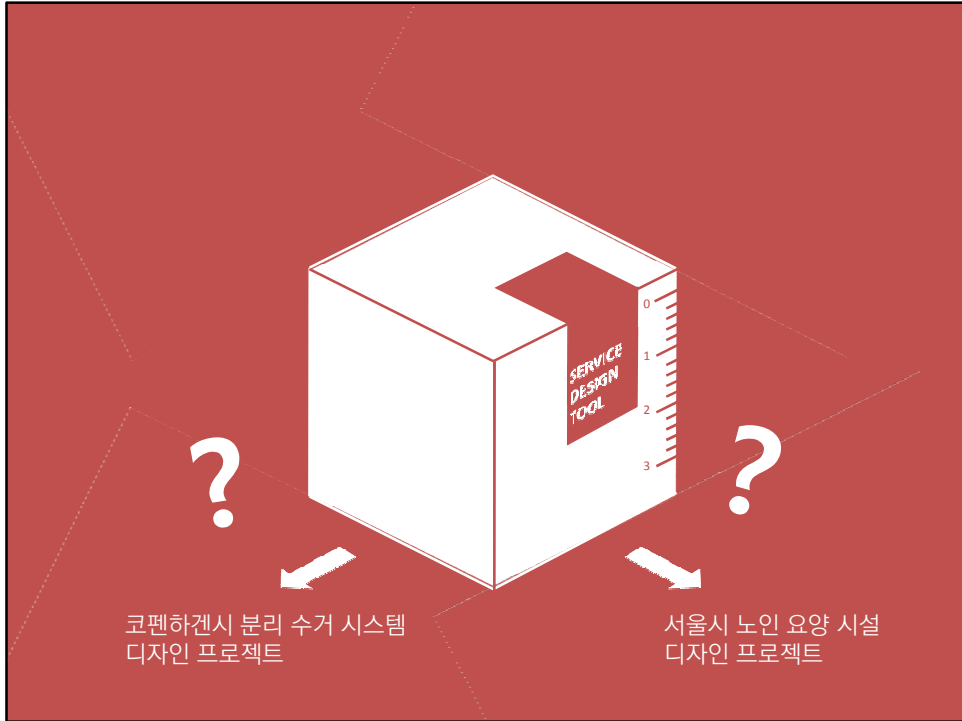 0
1
2
3
SERVICE
DESIGN
TOOL
?
?
코펜하겐시 분리 수거 시스템
디자인 프로젝트
서울시 노인 요양 시설
디자인 프로젝트